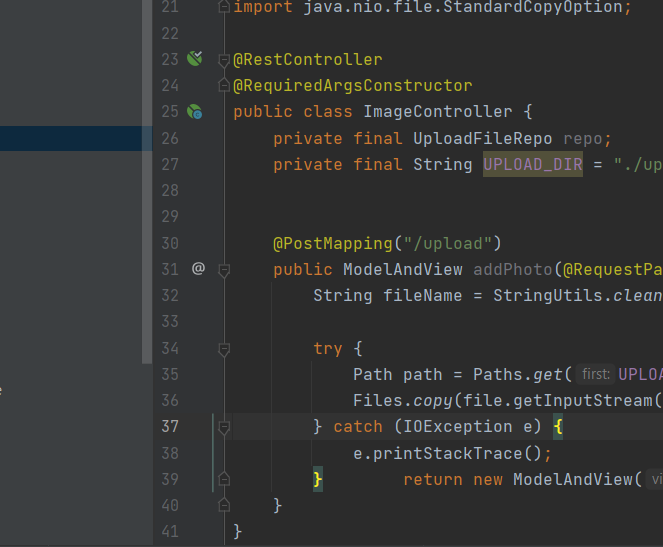 21 import java.nio.file.StandardCopyOption;
22
23 @RestController
24 @RequiredArgsConstructor
25 public class ImageController {
26 private final UploadFileRepo repo;
27 private final String UPLOAD_DIR = "./up
28
29
30 @PostMapping("/upload")
31 @ public ModelAndView addPhoto(@RequestPa
32 String fileName = StringUtils.clean
33
34 try {
35 Path path = Paths.get( first: UPLOA
36 Files.copy(file.getInputStream(
37 } catch (IOException e) {
38 e.printStackTrace();
39 } return new ModelAndView( vi
40 }
41 }